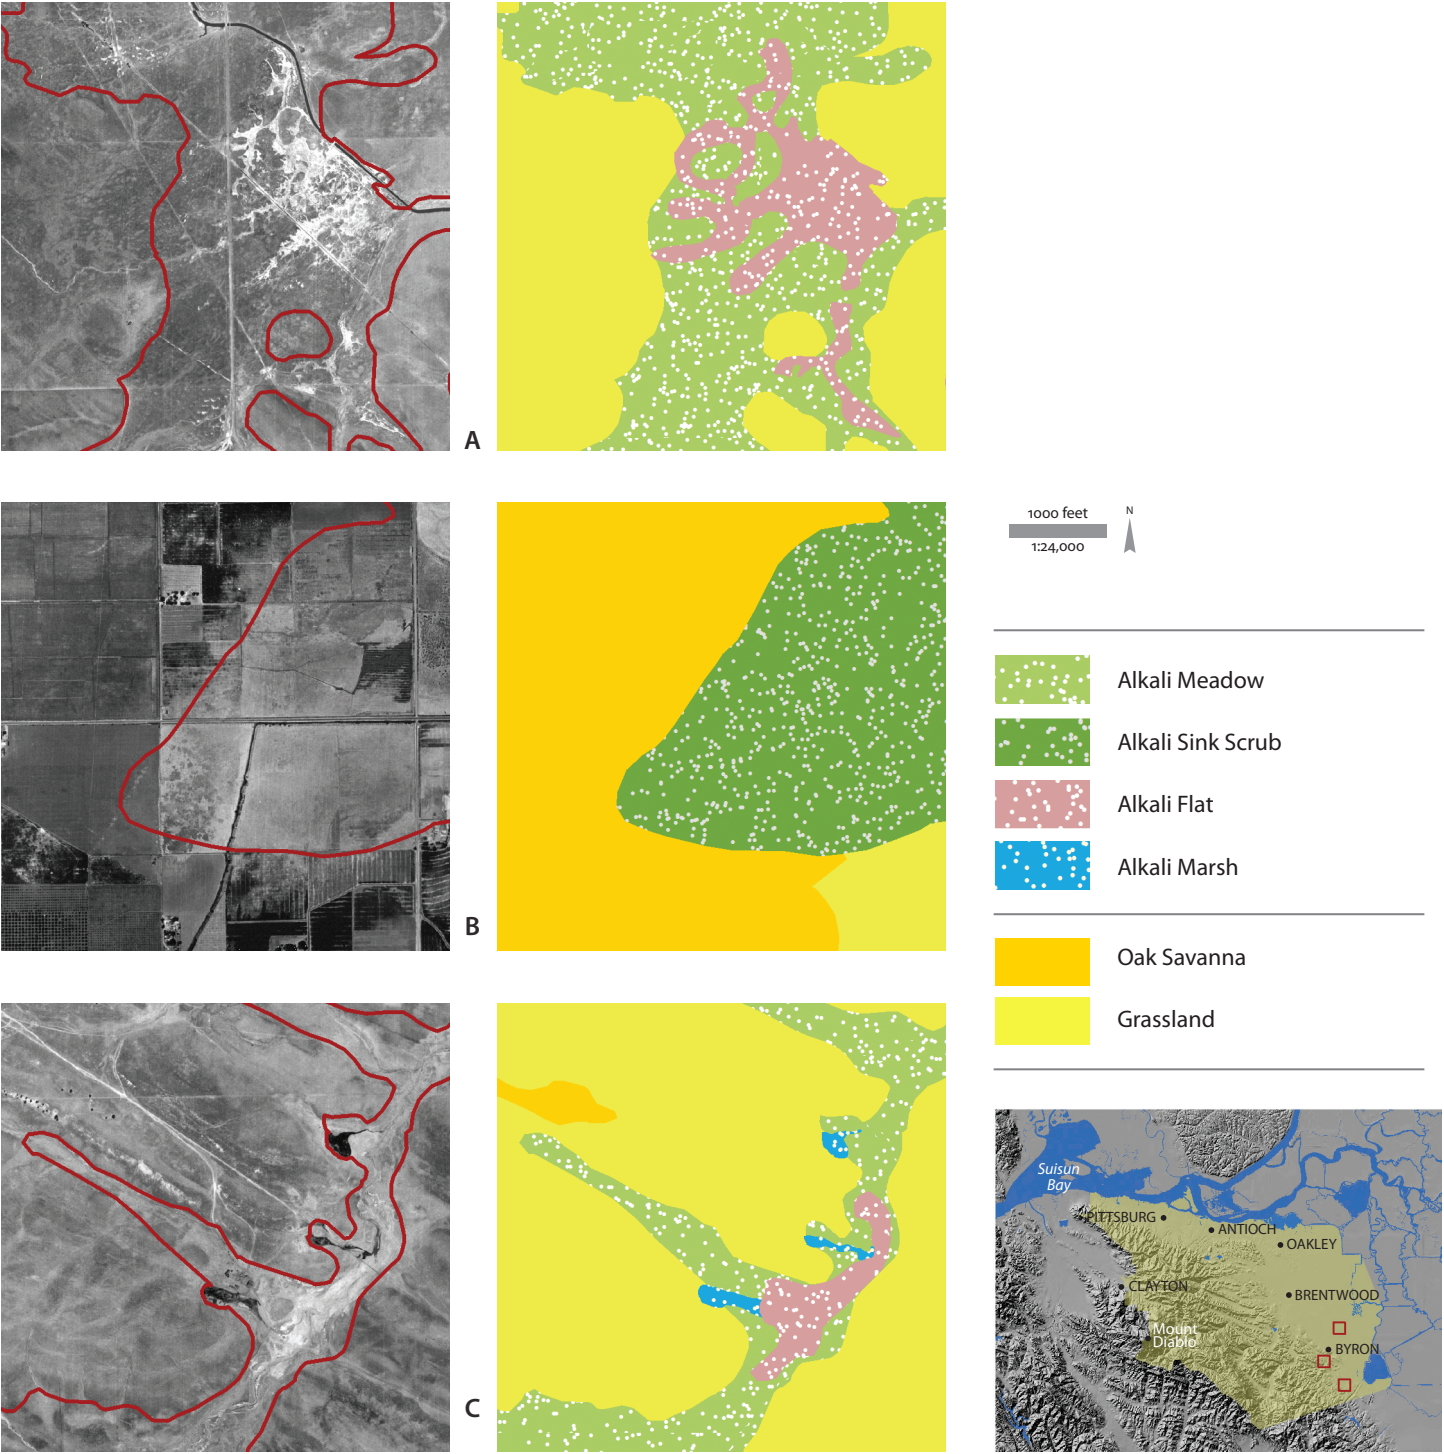 A
B
C
1000 feet
1:24,000
N
Alkali Meadow
Alkali Sink Scrub
Alkali Flat
Alkali Marsh
Oak Savanna
Grassland
Suisun
Bay
PITTSBURG
ANTIOCH
OAKLEY
CLAYTON
BRENTWOOD
Mount
Diablo
BYRON